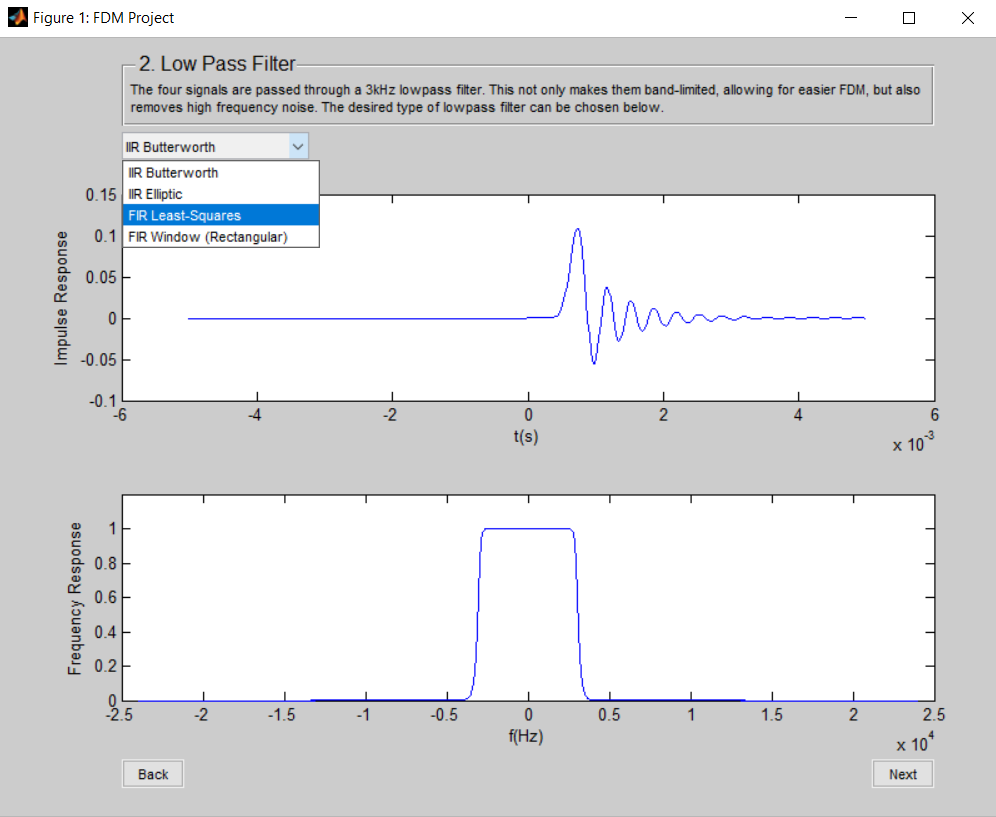 Figure 1: FDM Project
2. Low Pass Filter
The four signals are passed through a 3kHz lowpass filter. This not only makes them band-limited, allowing for easier FDM, but also
removes high frequency noise. The desired type of lowpass filter can be chosen below.
IIR Butterworth
IIR Butterworth
IIR Elliptic
FIR Least-Squares
FIR Window (Rectangular)
Impulse Response
0.15
0.1
0.05
0
-0.05
-0.1
-6 -4 -2 0 2 4 6
t(s)
x 10^-3
Frequency Response
1
0.8
0.6
0.4
0.2
0
-2.5 -2 -1.5 -1 -0.5 0 0.5 1 1.5 2 2.5
f(Hz)
x 10^4
Back
Next